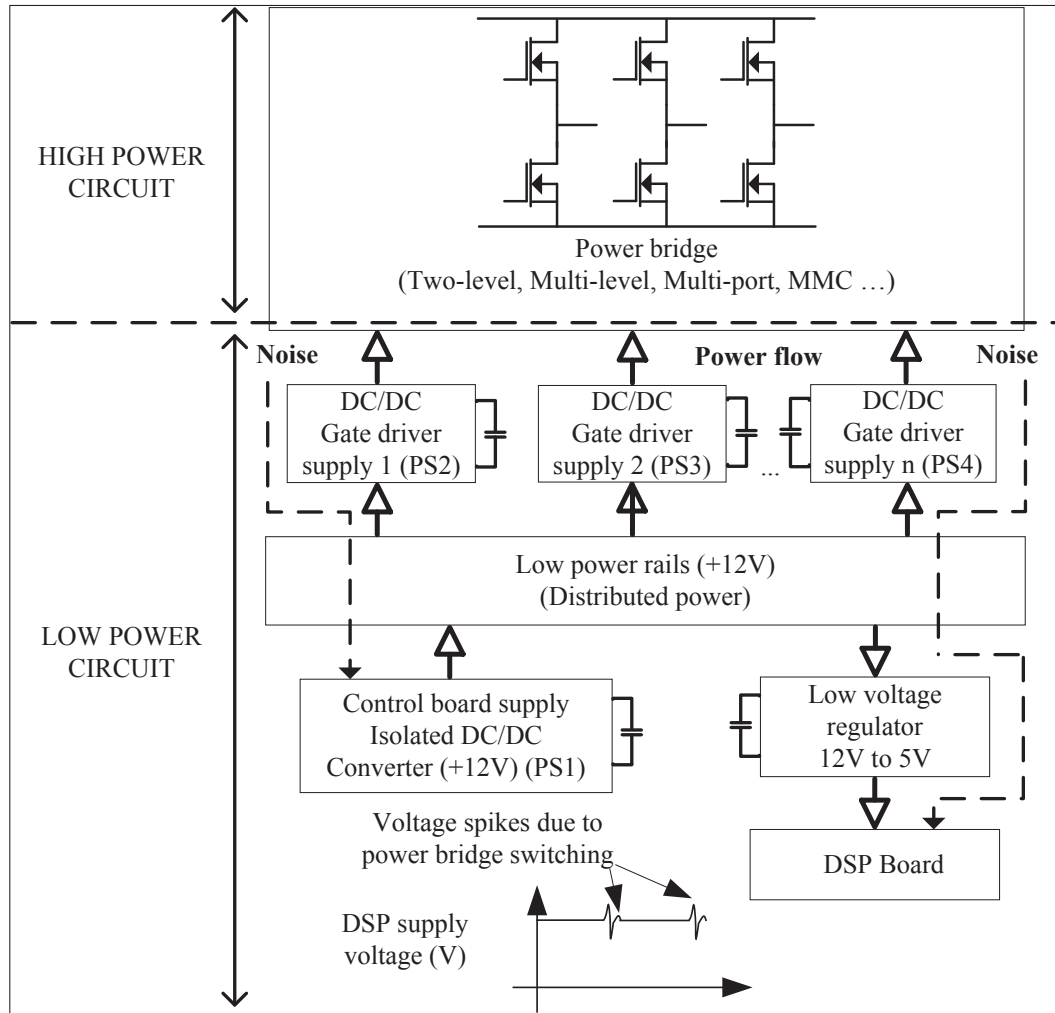 HIGH POWER
CIRCUIT
Power bridge
(Two-level, Multi-level, Multi-port, MMC …)
Noise
Power flow
Noise
DC/DC
Gate driver
supply 1 (PS2)
DC/DC
Gate driver
supply 2 (PS3)
...
DC/DC
Gate driver
supply n (PS4)
Low power rails (+12V)
(Distributed power)
LOW POWER
CIRCUIT
Control board supply
Isolated DC/DC
Converter (+12V) (PS1)
Low voltage
regulator
12V to 5V
Voltage spikes due to
power bridge switching
DSP Board
DSP supply
voltage (V)